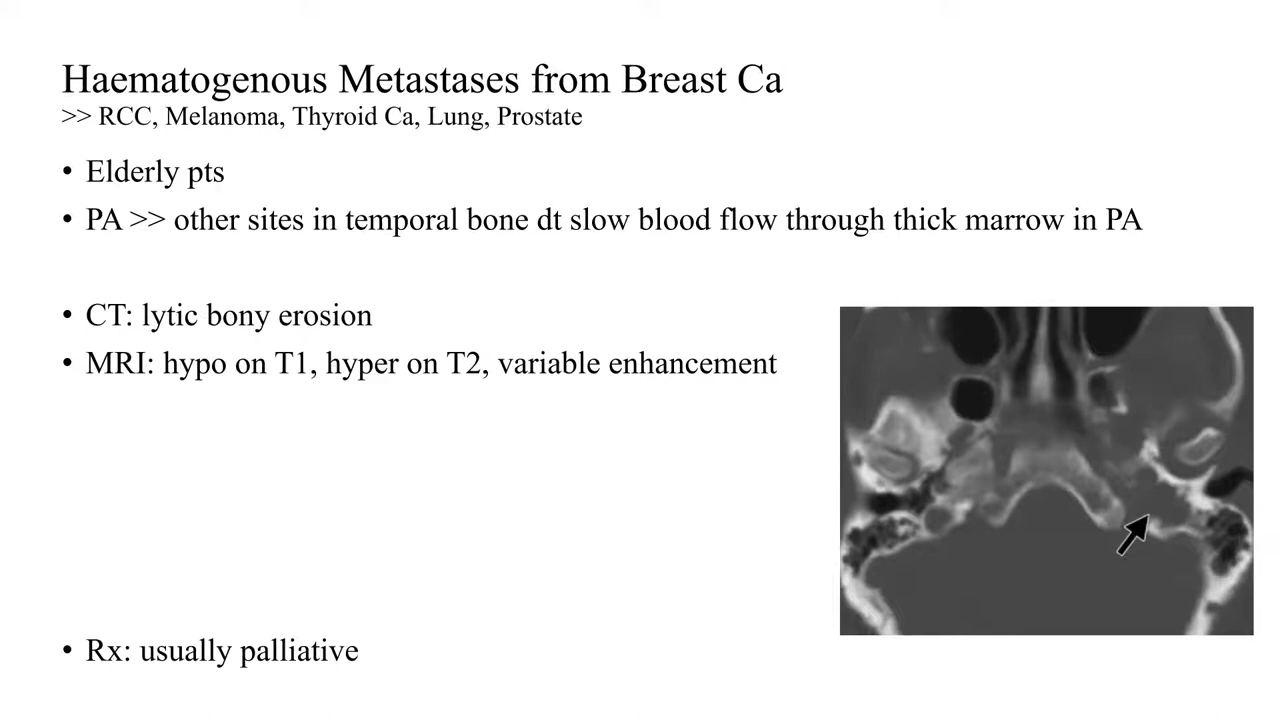 Haematogenous Metastases from Breast Ca
>> RCC, Melanoma, Thyroid Ca, Lung, Prostate
• Elderly pts
• PA >> other sites in temporal bone dt slow blood flow through thick marrow in PA
• CT: lytic bony erosion
• MRI: hypo on T1, hyper on T2, variable enhancement
• Rx: usually palliative